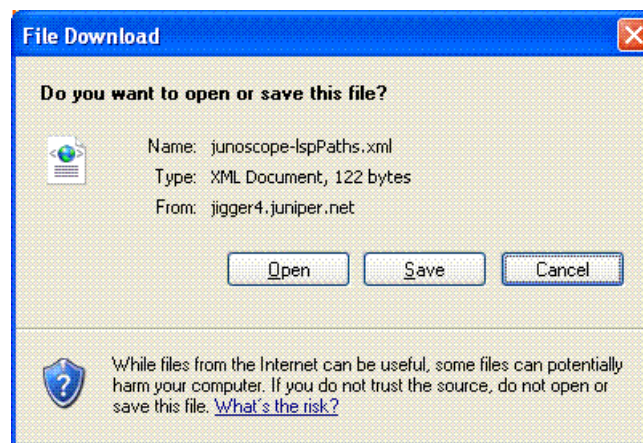 File Download
Do you want to open or save this file?
Name: junoscope-lspPaths.xml
Type: XML Document, 122 bytes
From: jigger4.juniper.net
Open Save Cancel
While files from the Internet can be useful, some files can potentially
harm your computer. If you do not trust the source, do not open or
save this file. What's the risk?